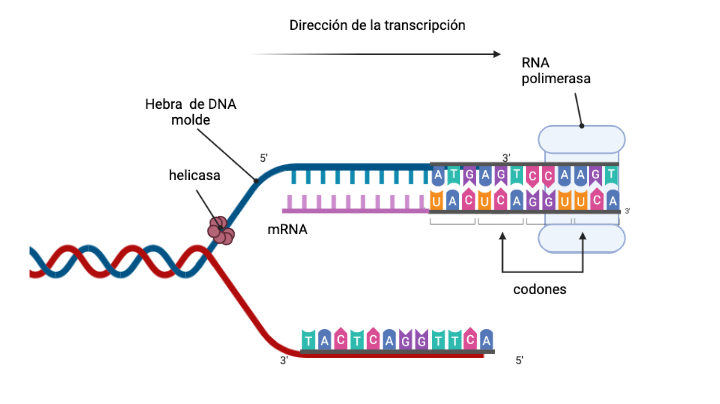 Dirección de la transcripción
RNA
polimerasa
Hebra de DNA
molde
5'
3'
helicasa
A T G A G T C C A A G T
U A C U C A G G U U C A
3'
mRNA
codones
T A C T C A G G T T C A
3'
5'